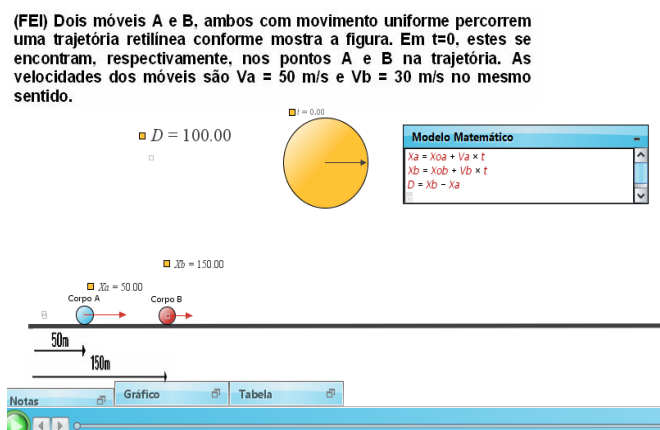 (FEI) Dois móveis A e B, ambos com movimento uniforme percorrem
uma trajetória retilínea conforme mostra a figura. Em t=0, estes se
encontram, respectivamente, nos pontos A e B na trajetória. As
velocidades dos móveis são Va = 50 m/s e Vb = 30 m/s no mesmo
sentido.
t = 0.00
D = 100.00
Modelo Matemático
Xa = Xoa + Va × t
Xb = Xob + Vb × t
D = Xb − Xa
Xb = 150.00
Xa = 50.00
Corpo A
Corpo B
50m
150m
Notas
Gráfico
Tabela